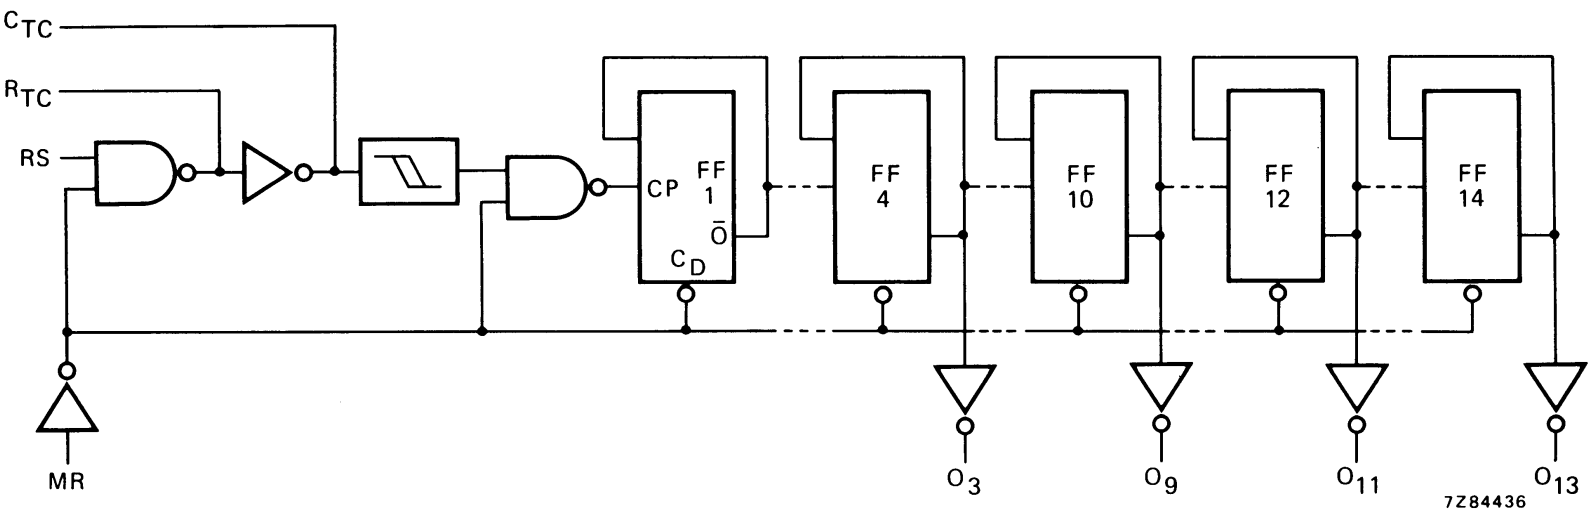 CTC
RTC
RS
CP
FF
1
Ō
CD
FF
4
FF
10
FF
12
FF
14
MR
O3
O9
O11
O13
7Z84436